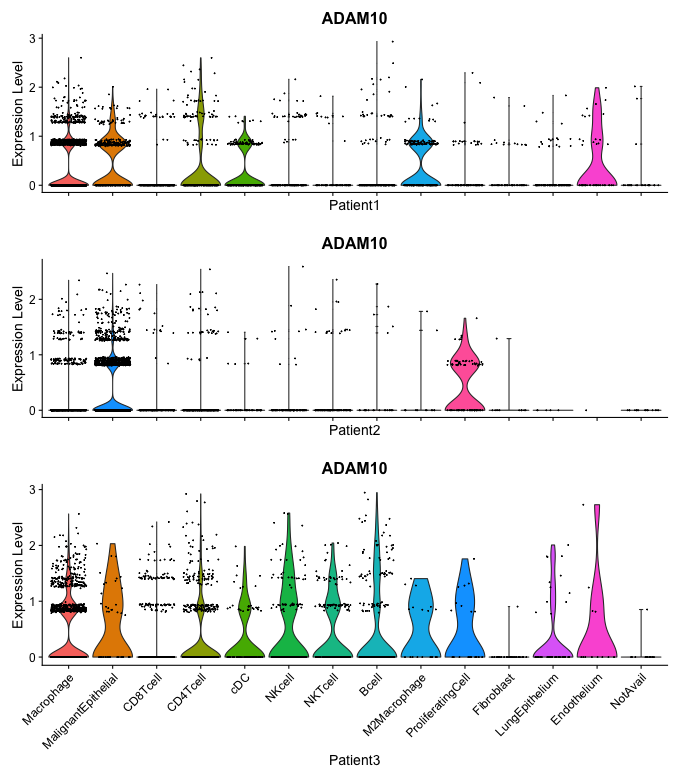 ADAM10
Expression Level
3
2
1
0
Patient1
ADAM10
Expression Level
2
1
0
Patient2
ADAM10
Expression Level
3
2
1
0
Macrophage
MalignantEpithelial
CD8Tcell
CD4Tcell
cDC
NKcell
NKTcell
Bcell
M2Macrophage
ProliferatingCell
Fibroblast
LungEpithelium
Endothelium
NotAvail
Patient3